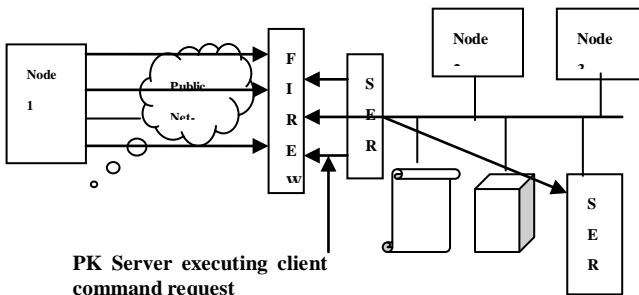 Node
1
Public
Net-
F
I
R
E
W
S
E
R
Node
Node
S
E
R
PK Server executing client
command request